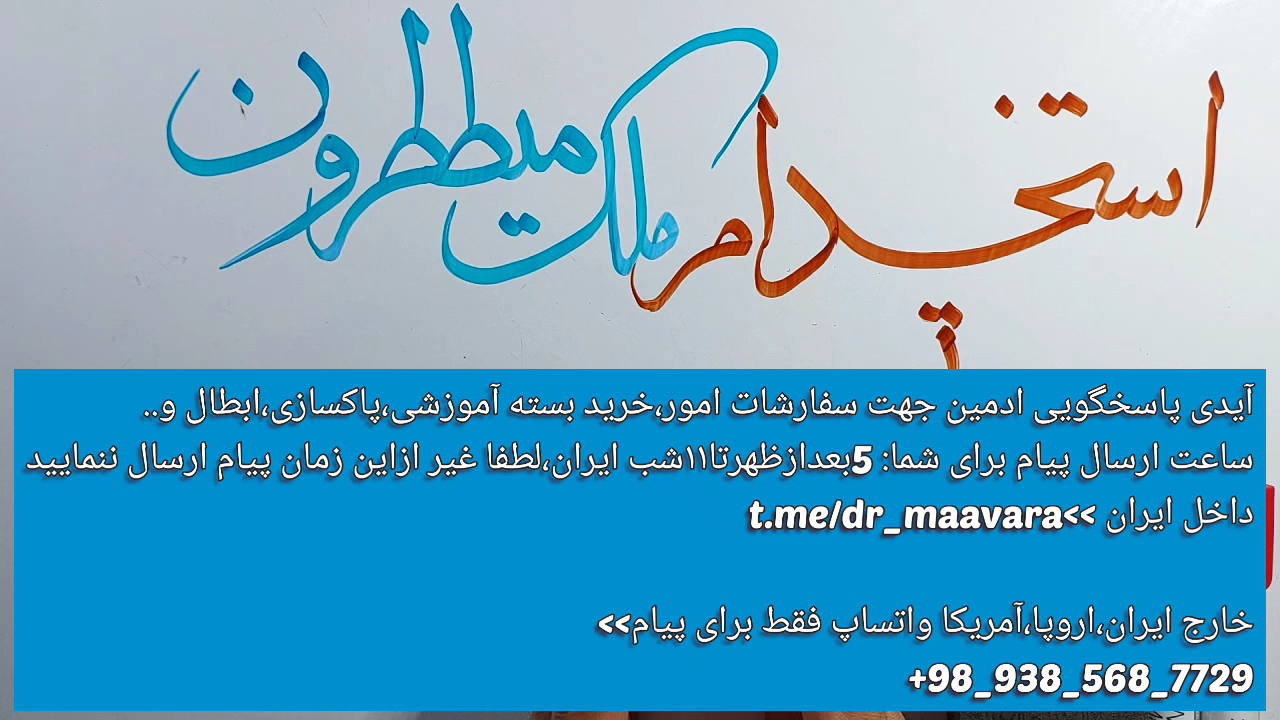 استخدام ملک میططرون
آیدی پاسخگویی ادمین جهت سفارشات امور،خرید بسته آموزشی،پاکسازی،ابطال و..
ساعت ارسال پیام برای شما: 5بعدازظهرتا۱۱شب ایران،لطفا غیر ازاین زمان پیام ارسال ننمایید
داخل ایران >>t.me/dr_maavara
خارج ایران،اروپا،آمریکا واتساپ فقط برای پیام>>
+98_938_568_7729